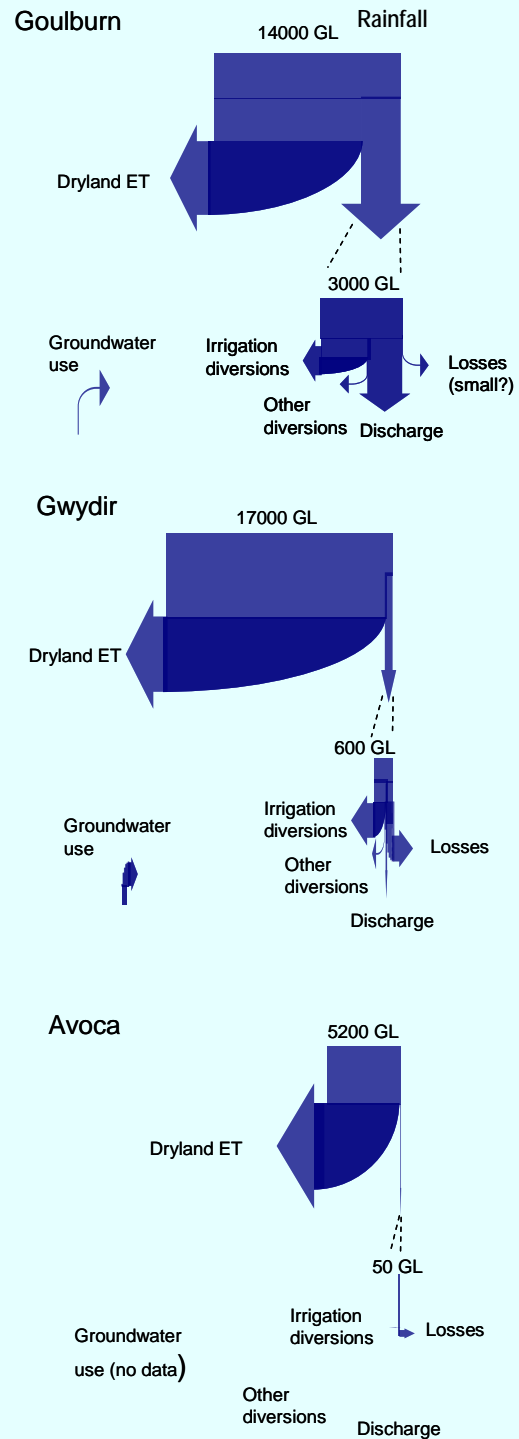 Goulburn
Rainfall
14000 GL
Dryland ET
3000 GL
Groundwater
use
Irrigation
diversions
Losses
(small?)
Other
diversions
Discharge
Gwydir
17000 GL
Dryland ET
600 GL
Irrigation
diversions
Groundwater
use
Losses
Other
diversions
Discharge
Avoca
5200 GL
Dryland ET
50 GL
Irrigation
diversions
Losses
Groundwater
use (no data)
Other
diversions
Discharge